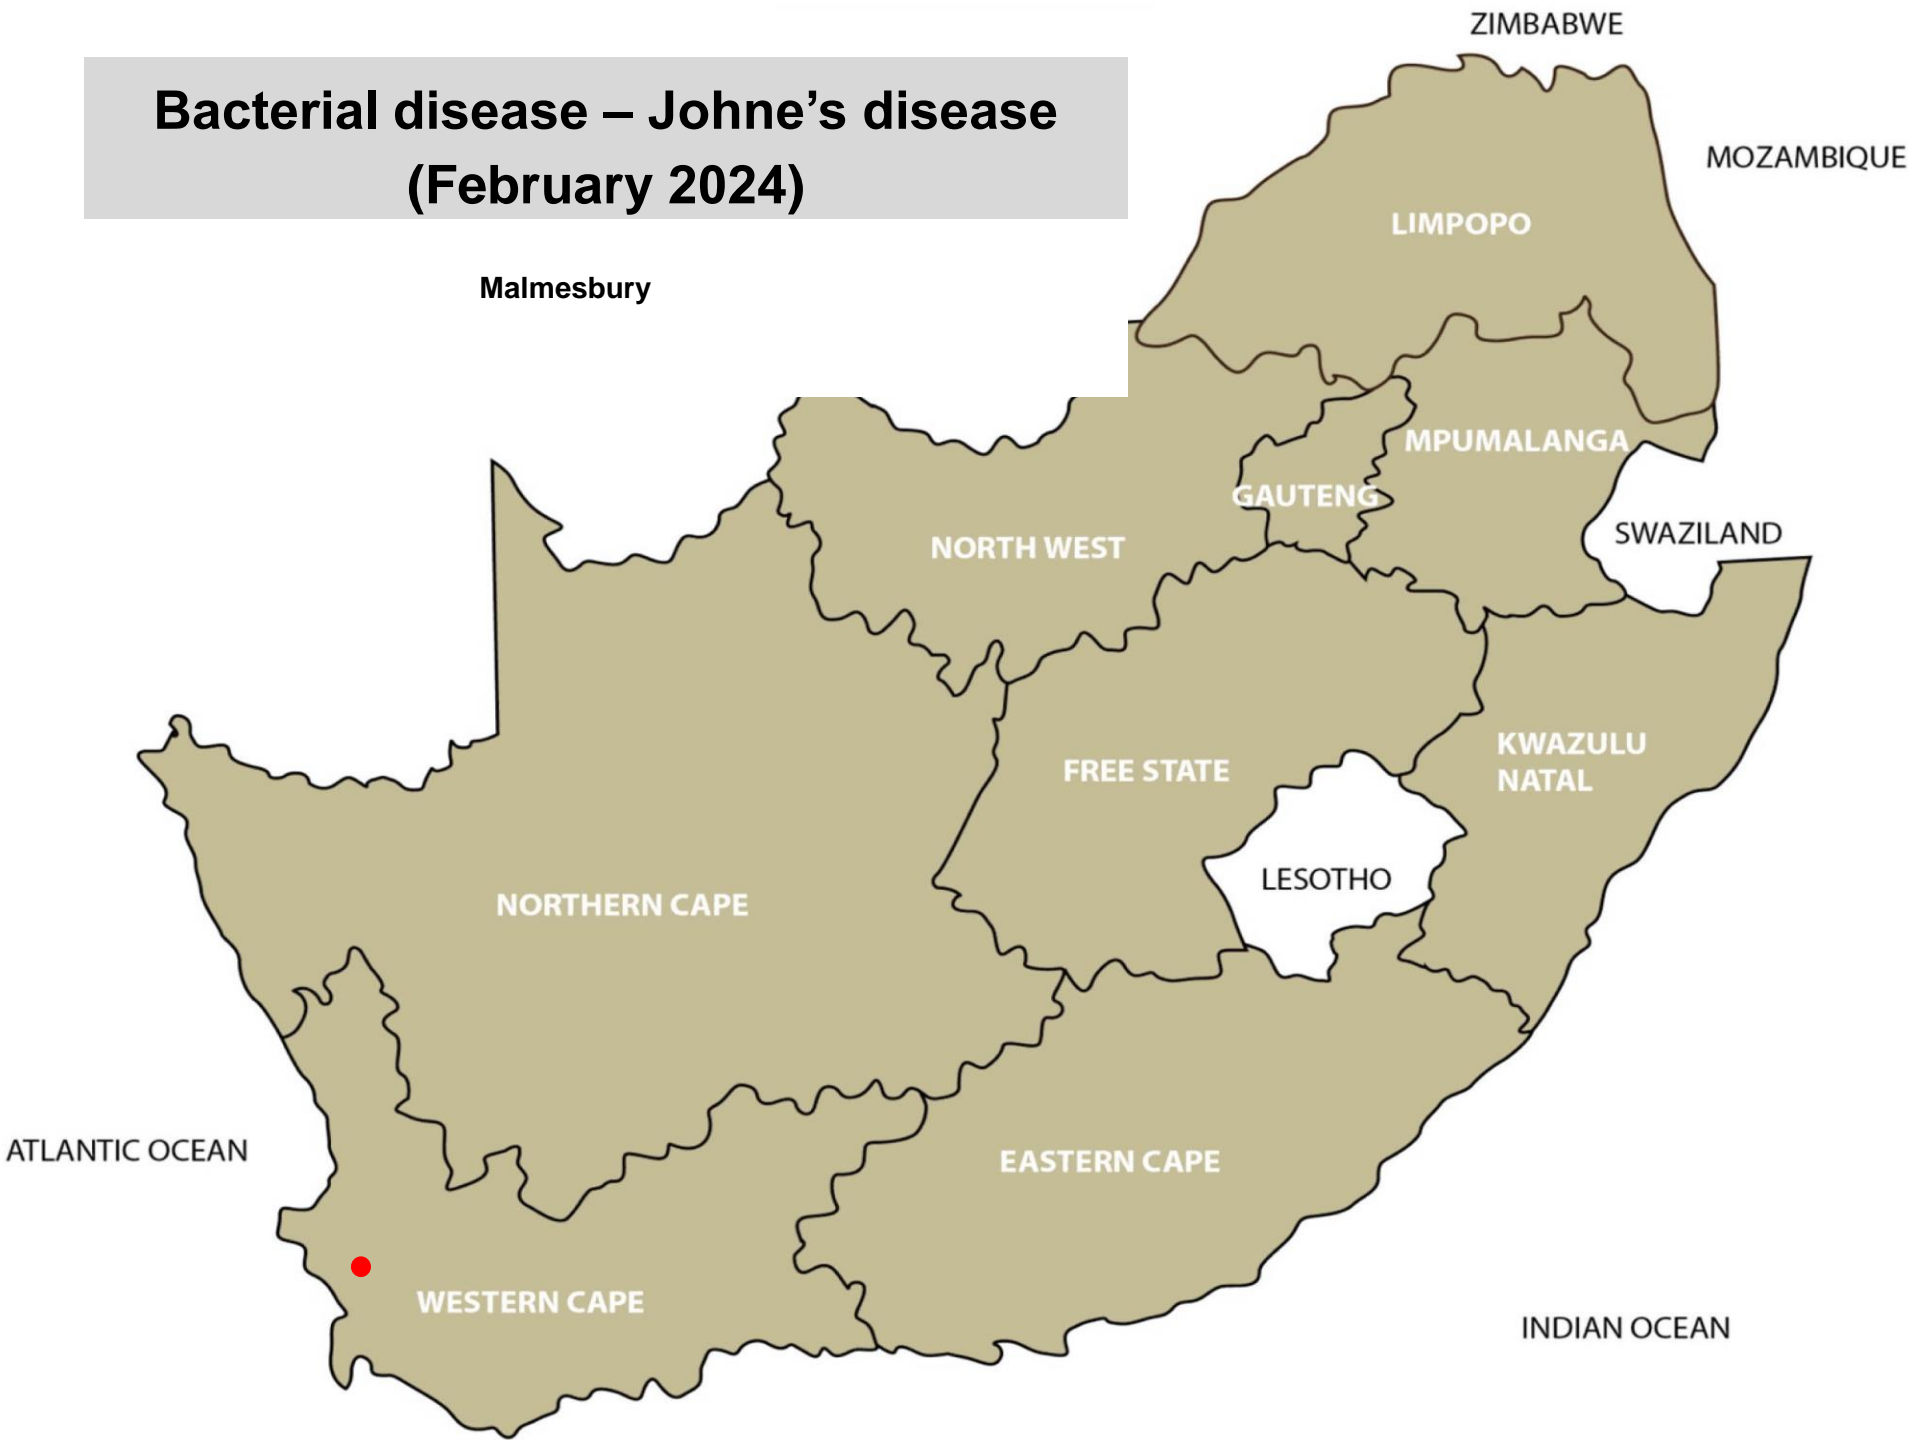 ZIMBABWE
Bacterial disease – Johne’s disease
(February 2024)
MOZAMBIQUE
LIMPOPO
Malmesbury
MPUMALANGA
GAUTENG
SWAZILAND
NORTH WEST
KWAZULU
NATAL
FREE STATE
LESOTHO
NORTHERN CAPE
ATLANTIC OCEAN
EASTERN CAPE
WESTERN CAPE
INDIAN OCEAN